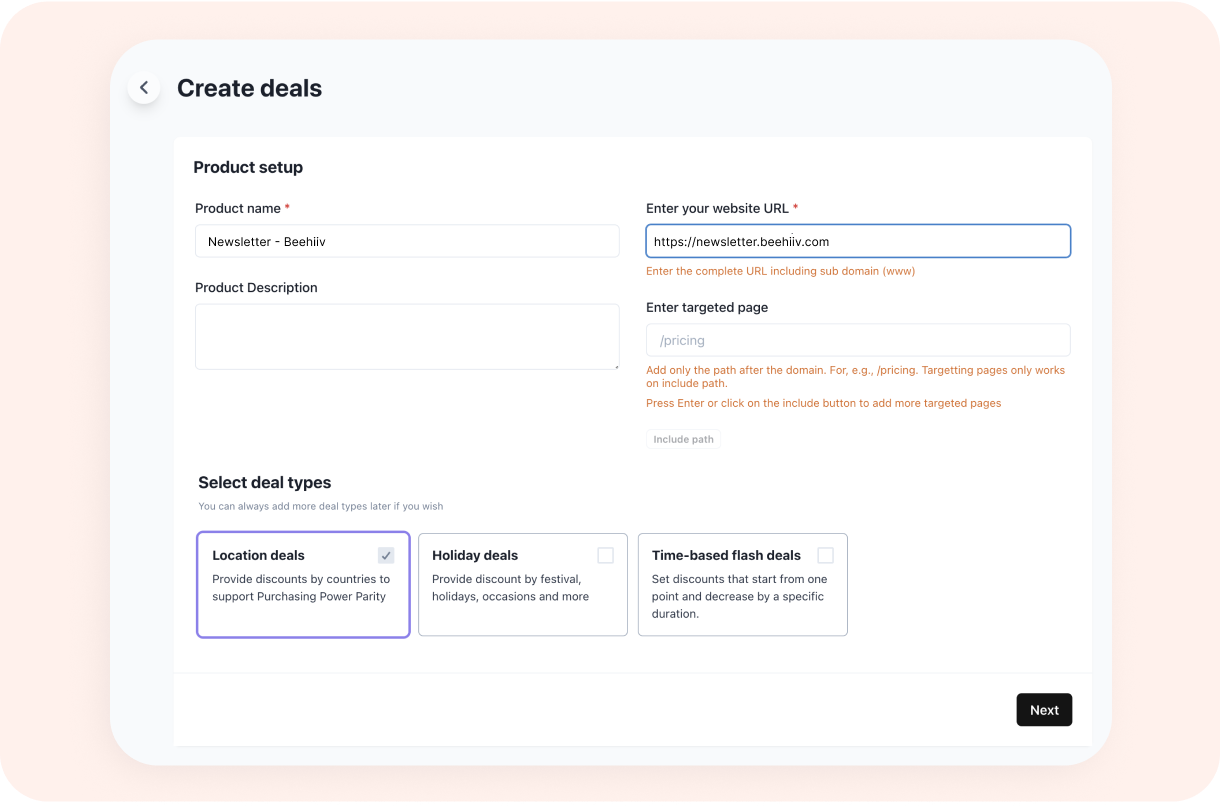 Create deals
Product setup
Product name *
Newsletter - Beehiiv
Product Description
Enter your website URL *
https://newsletter.beehiiv.com
Enter the complete URL including sub domain (www)
Enter targeted page
/pricing
Add only the path after the domain. For, e.g., /pricing. Targetting pages only works
on include path.
Press Enter or click on the include button to add more targeted pages
Include path
Select deal types
You can always add more deal types later if you wish
Location deals
Provide discounts by countries to
support Purchasing Power Parity
Holiday deals
Provide discount by festival,
holidays, occasions and more
Time-based flash deals
Set discounts that start from one
point and decrease by a specific
duration.
Next